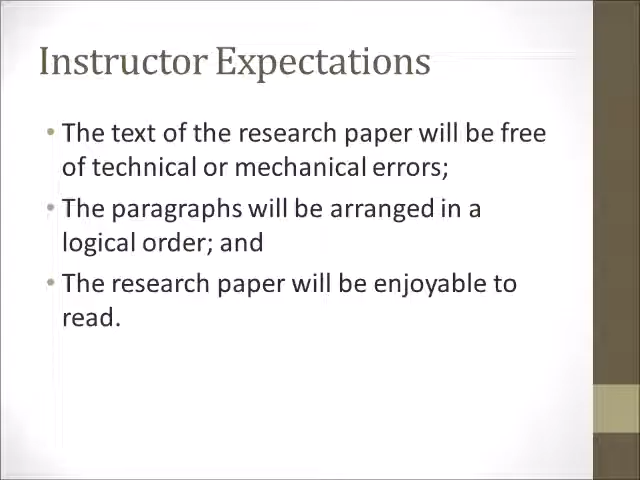 Instructor Expectations
• The text of the research paper will be free
of technical or mechanical errors;
• The paragraphs will be arranged in a
logical order; and
• The research paper will be enjoyable to
read.